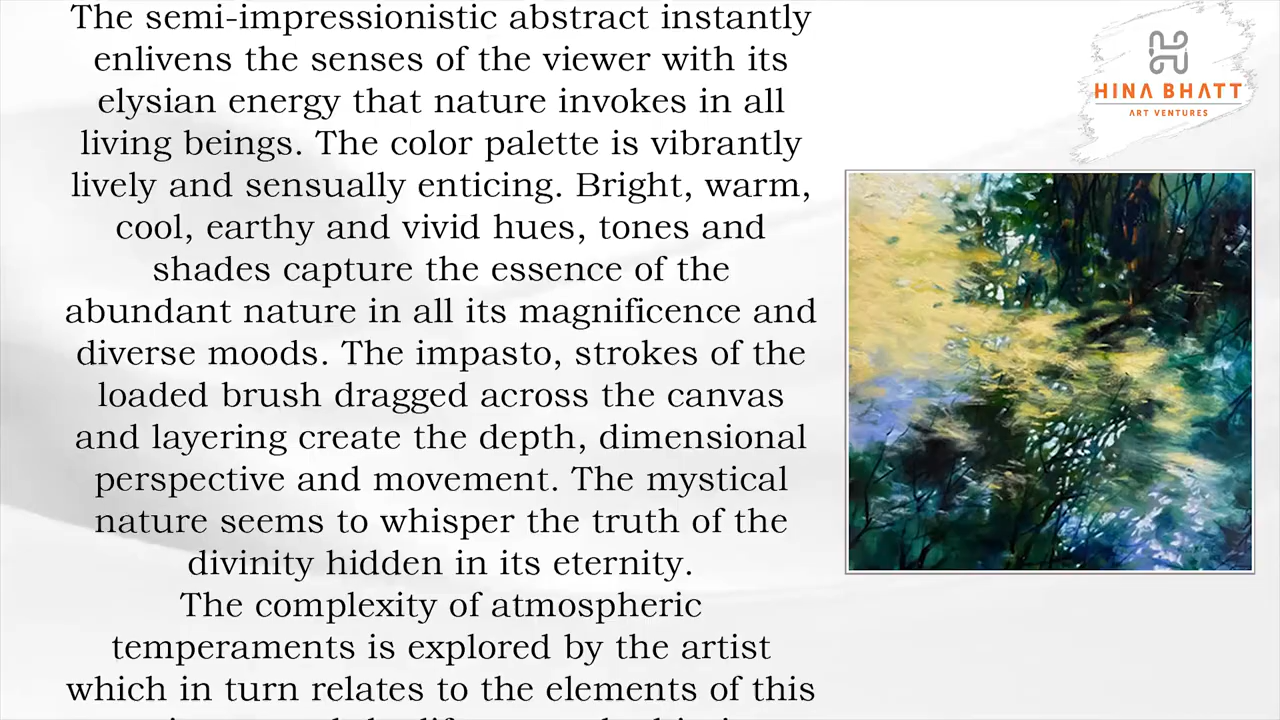 The semi-impressionistic abstract instantly
enlivens the senses of the viewer with its
elysian energy that nature invokes in all
living beings. The color palette is vibrantly
lively and sensually enticing. Bright, warm,
cool, earthy and vivid hues, tones and
shades capture the essence of the
abundant nature in all its magnificence and
diverse moods. The impasto, strokes of the
loaded brush dragged across the canvas
and layering create the depth, dimensional
perspective and movement. The mystical
nature seems to whisper the truth of the
divinity hidden in its eternity.
The complexity of atmospheric
temperaments is explored by the artist
which in turn relates to the elements of this
HINA BHATT
ART VENTURES